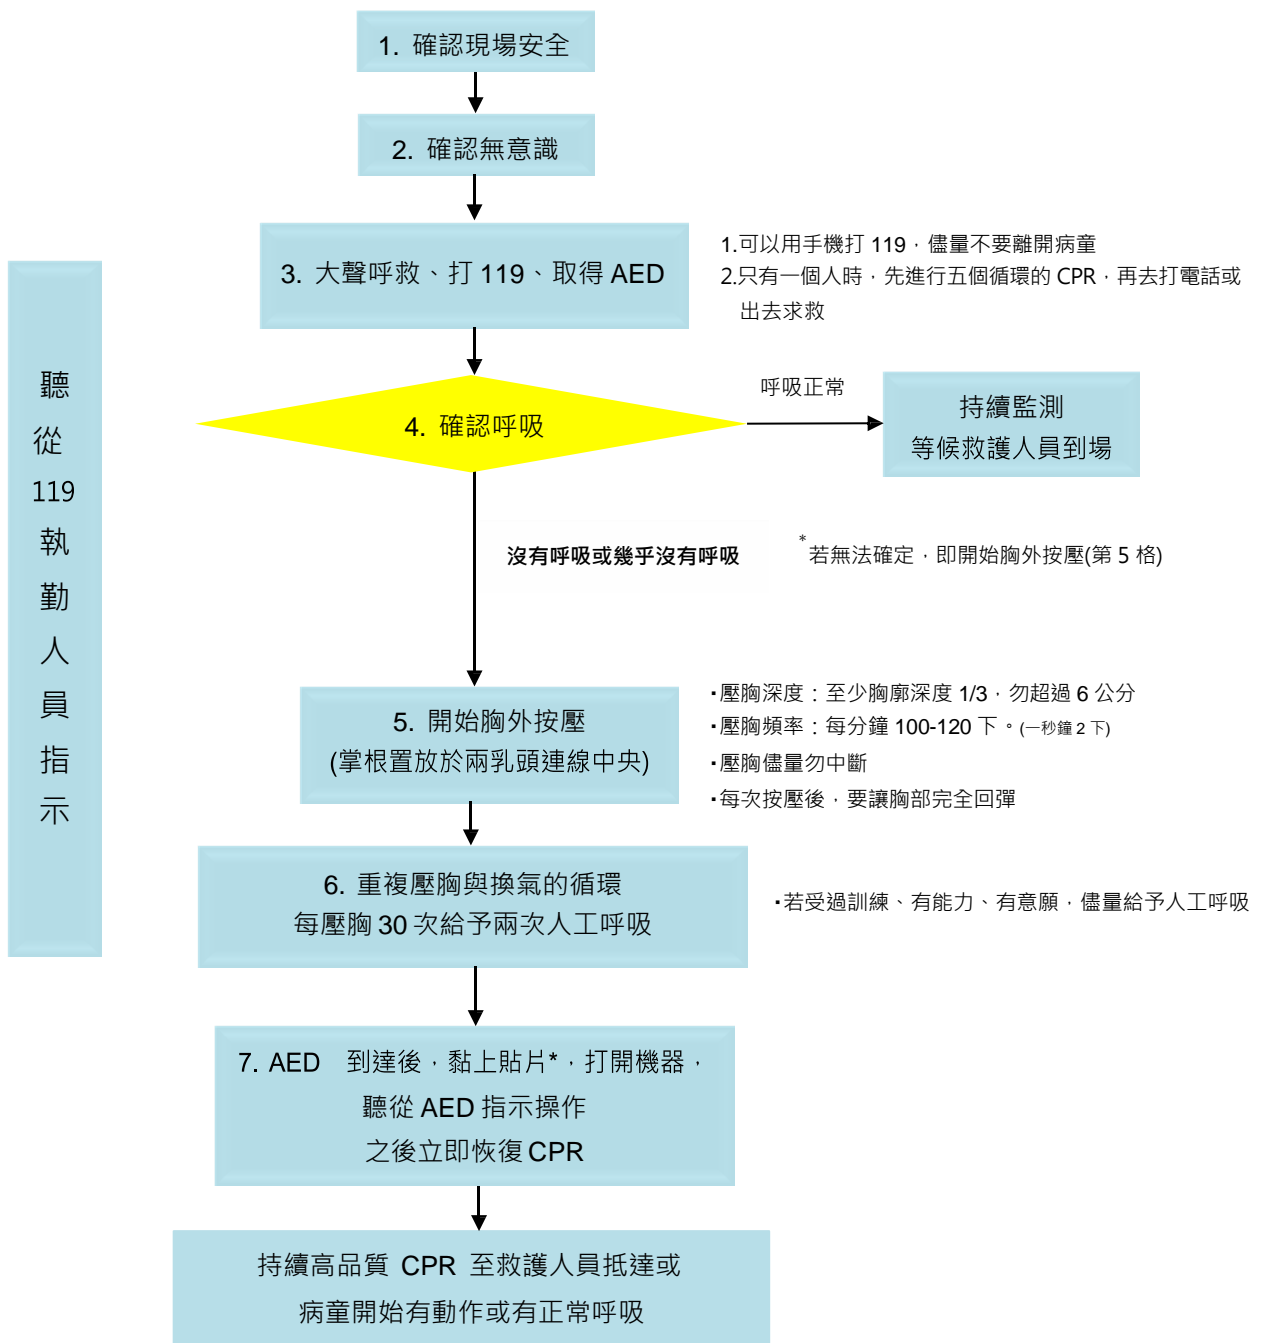 1. 確認現場安全
2. 確認無意識
3. 大聲呼救、打 119、取得 AED
1.可以用手機打 119，儘量不要離開病童
2.只有一個人時，先進行五個循環的 CPR，再去打電話或
出去求救
聽
從
119
執
勤
人
員
指
示
4. 確認呼吸
呼吸正常
持續監測
等候救護人員到場
沒有呼吸或幾乎沒有呼吸
*若無法確定，即開始胸外按壓(第 5 格)
5. 開始胸外按壓
(掌根置放於兩乳頭連線中央)
▪壓胸深度：至少胸廓深度 1/3，勿超過 6 公分
▪壓胸頻率：每分鐘 100-120 下。(一秒鐘 2 下)
▪壓胸儘量勿中斷
▪每次按壓後，要讓胸部完全回彈
6. 重複壓胸與換氣的循環
每壓胸 30 次給予兩次人工呼吸
▪若受過訓練、有能力、有意願，儘量給予人工呼吸
7. AED 到達後，黏上貼片*，打開機器，
聽從 AED 指示操作
之後立即恢復 CPR
持續高品質 CPR 至救護人員抵達或
病童開始有動作或有正常呼吸